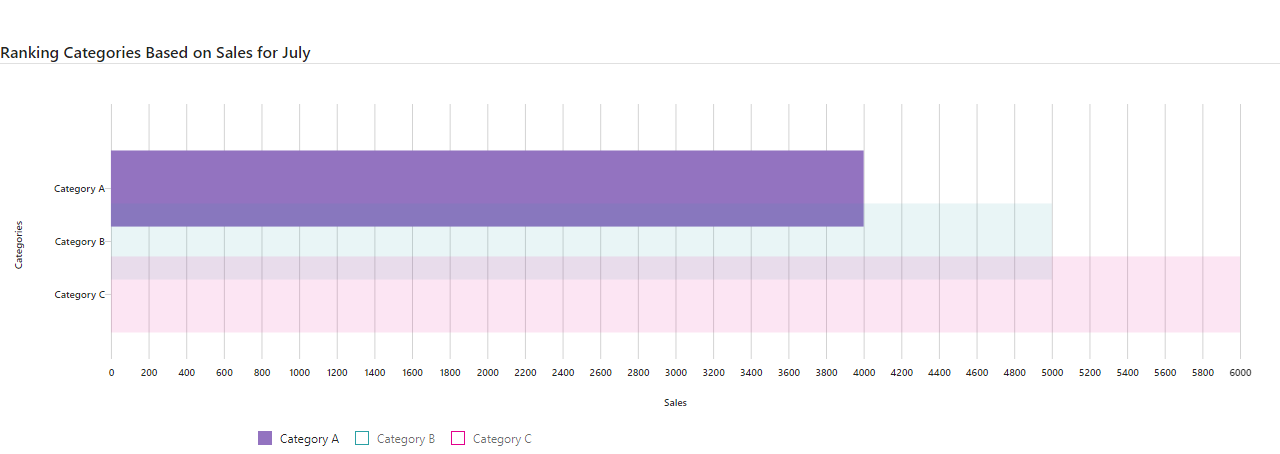 Ranking Categories Based on Sales for July
Category A
Category B
Category C
Categories
0 200 400 600 800 1000 1200 1400 1600 1800 2000 2200 2400 2600 2800 3000 3200 3400 3600 3800 4000 4200 4400 4600 4800 5000 5200 5400 5600 5800 6000
Sales
Category A Category B Category C